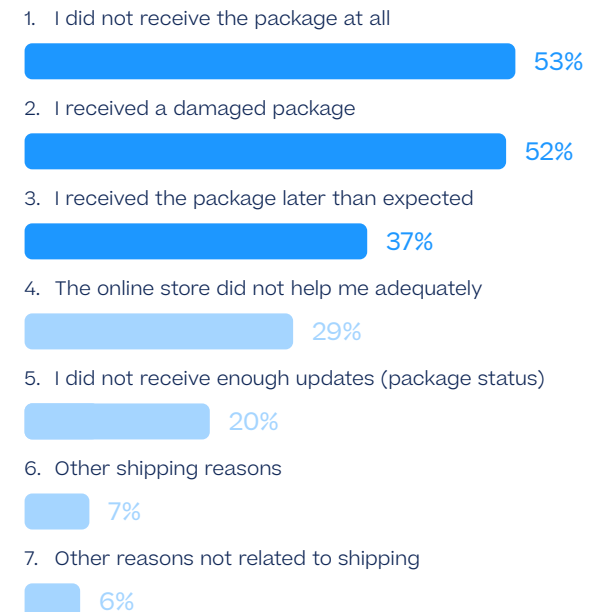 1. I did not receive the package at all
53%
2. I received a damaged package
52%
3. I received the package later than expected
37%
4. The online store did not help me adequately
29%
5. I did not receive enough updates (package status)
20%
6. Other shipping reasons
7%
7. Other reasons not related to shipping
6%